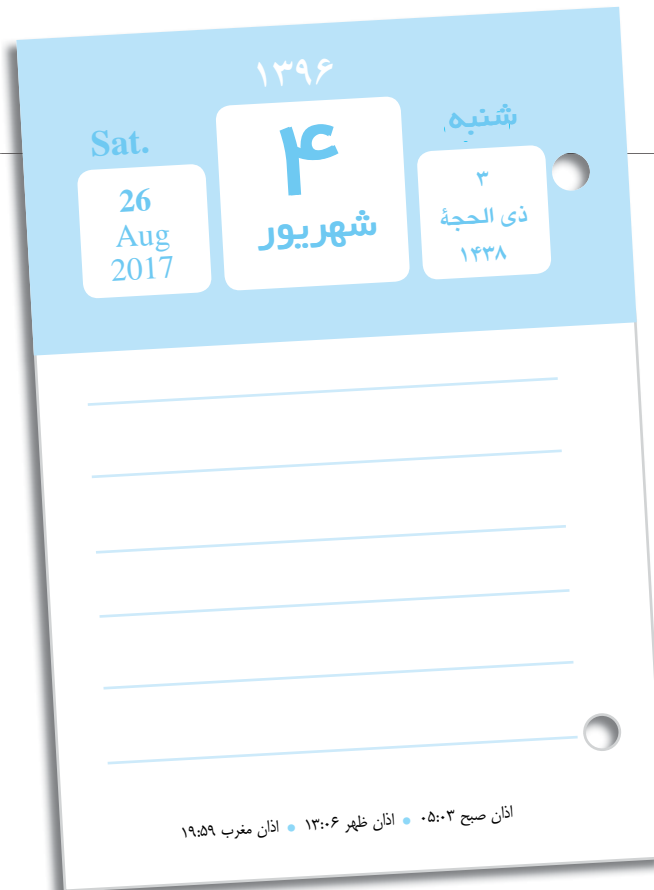 ۱۳۹۶
شنبه
۳
ذی الحجة
۱۴۳۸
۴
شهریور
Sat.
26
Aug
2017
اذان صبح ۰۵:۰۳ • اذان ظهر ۱۳:۰۶ • اذان مغرب ۱۹:۵۹